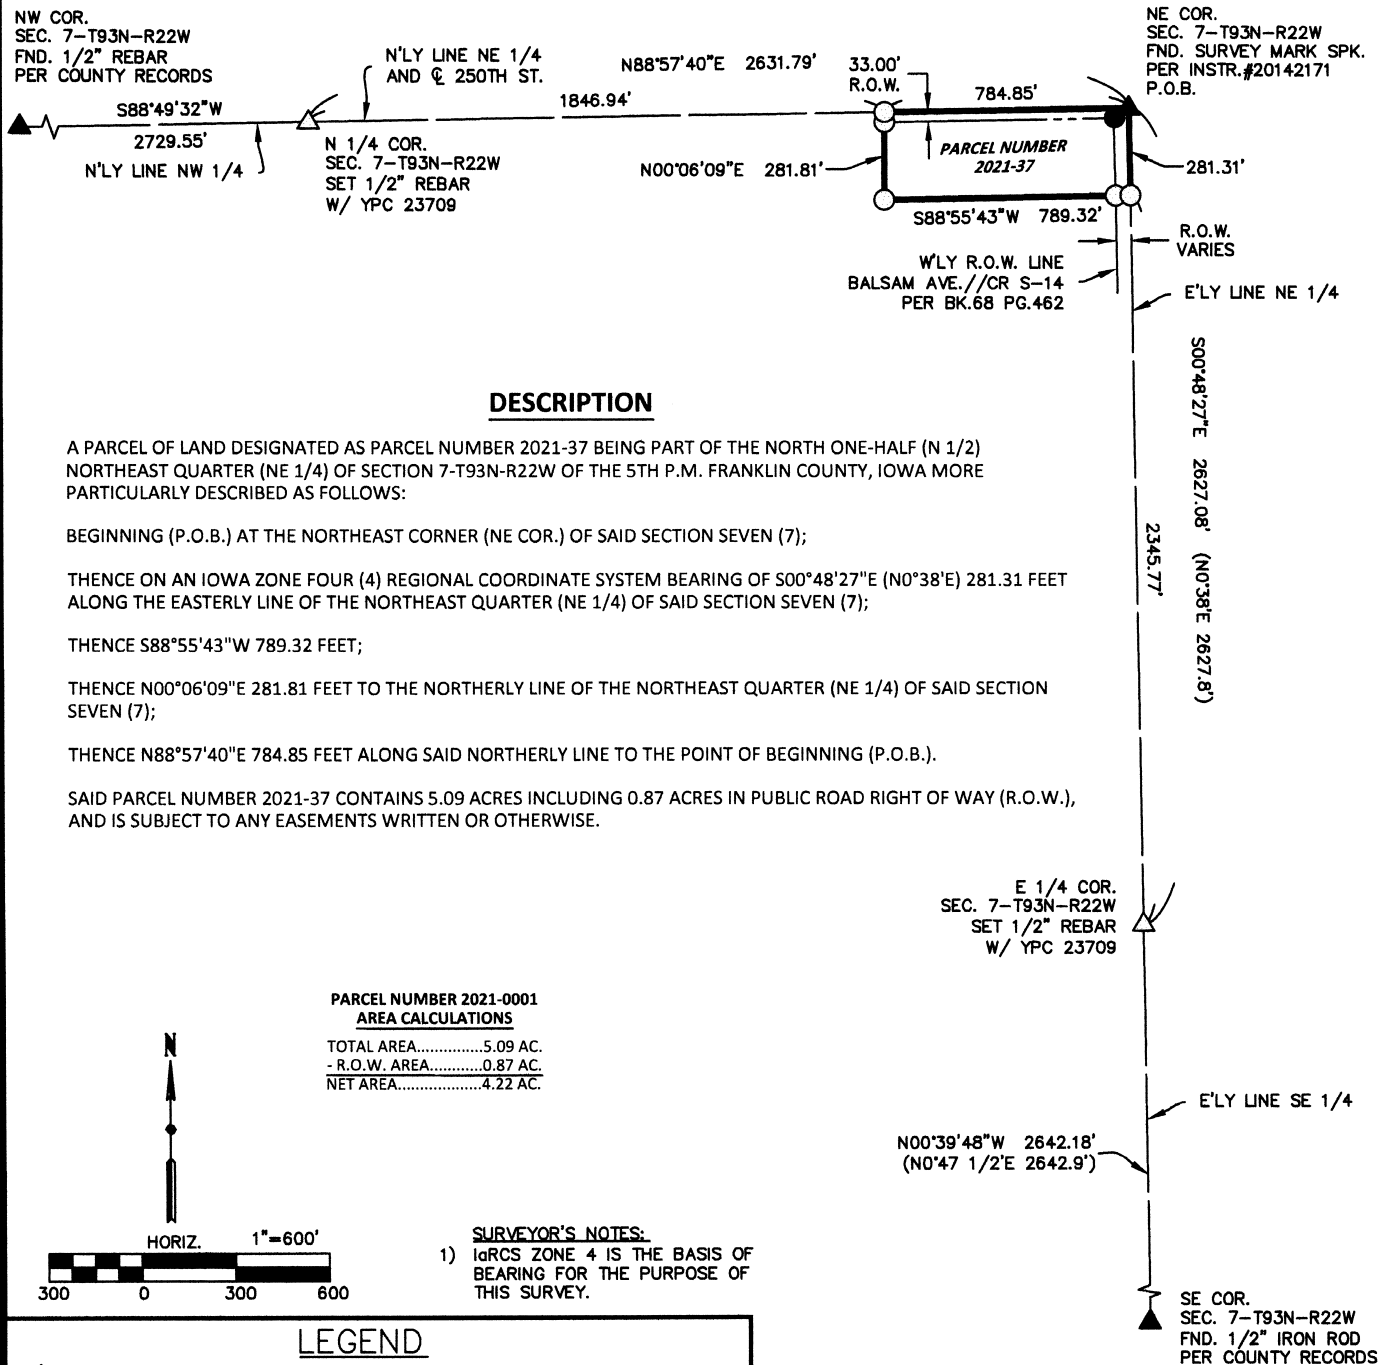 NW COR.
SEC. 7-T93N-R22W
FND. 1/2" REBAR
PER COUNTY RECORDS
S88°49'32"W
2729.55'
N'LY LINE NW 1/4
N'LY LINE NE 1/4
AND ℄ 250TH ST.
N 1/4 COR.
SEC. 7-T93N-R22W
SET 1/2" REBAR
W/ YPC 23709
N88°57'40"E 2631.79'
1846.94'
33.00'
R.O.W.
784.85'
NE COR.
SEC. 7-T93N-R22W
FND. SURVEY MARK SPK.
PER INSTR.#20142171
P.O.B.
PARCEL NUMBER
2021-37
N00°06'09"E 281.81'
281.31'
S88°55'43"W 789.32'
R.O.W.
VARIES
W'LY R.O.W. LINE
BALSAM AVE.//CR S-14
PER BK.68 PG.462
E'LY LINE NE 1/4
S00°48'27"E 2627.08' (N0°38'E 2627.8')
2345.77'
DESCRIPTION
A PARCEL OF LAND DESIGNATED AS PARCEL NUMBER 2021-37 BEING PART OF THE NORTH ONE-HALF (N 1/2)
NORTHEAST QUARTER (NE 1/4) OF SECTION 7-T93N-R22W OF THE 5TH P.M. FRANKLIN COUNTY, IOWA MORE
PARTICULARLY DESCRIBED AS FOLLOWS:
BEGINNING (P.O.B.) AT THE NORTHEAST CORNER (NE COR.) OF SAID SECTION SEVEN (7);
THENCE ON AN IOWA ZONE FOUR (4) REGIONAL COORDINATE SYSTEM BEARING OF S00°48'27"E (N0°38'E) 281.31 FEET
ALONG THE EASTERLY LINE OF THE NORTHEAST QUARTER (NE 1/4) OF SAID SECTION SEVEN (7);
THENCE S88°55'43"W 789.32 FEET;
THENCE N00°06'09"E 281.81 FEET TO THE NORTHERLY LINE OF THE NORTHEAST QUARTER (NE 1/4) OF SAID SECTION
SEVEN (7);
THENCE N88°57'40"E 784.85 FEET ALONG SAID NORTHERLY LINE TO THE POINT OF BEGINNING (P.O.B.).
SAID PARCEL NUMBER 2021-37 CONTAINS 5.09 ACRES INCLUDING 0.87 ACRES IN PUBLIC ROAD RIGHT OF WAY (R.O.W.),
AND IS SUBJECT TO ANY EASEMENTS WRITTEN OR OTHERWISE.
E 1/4 COR.
SEC. 7-T93N-R22W
SET 1/2" REBAR
W/ YPC 23709
PARCEL NUMBER 2021-0001
AREA CALCULATIONS
TOTAL AREA..............5.09 AC.
- R.O.W. AREA...........0.87 AC.
NET AREA..................4.22 AC.
N
E'LY LINE SE 1/4
N00°39'48"W 2642.18'
(N0°47 1/2'E 2642.9')
HORIZ. 1"=600'
300 0 300 600
SURVEYOR'S NOTES:
1) IaRCS ZONE 4 IS THE BASIS OF
BEARING FOR THE PURPOSE OF
THIS SURVEY.
SE COR.
SEC. 7-T93N-R22W
FND. 1/2" IRON ROD
PER COUNTY RECORDS
LEGEND